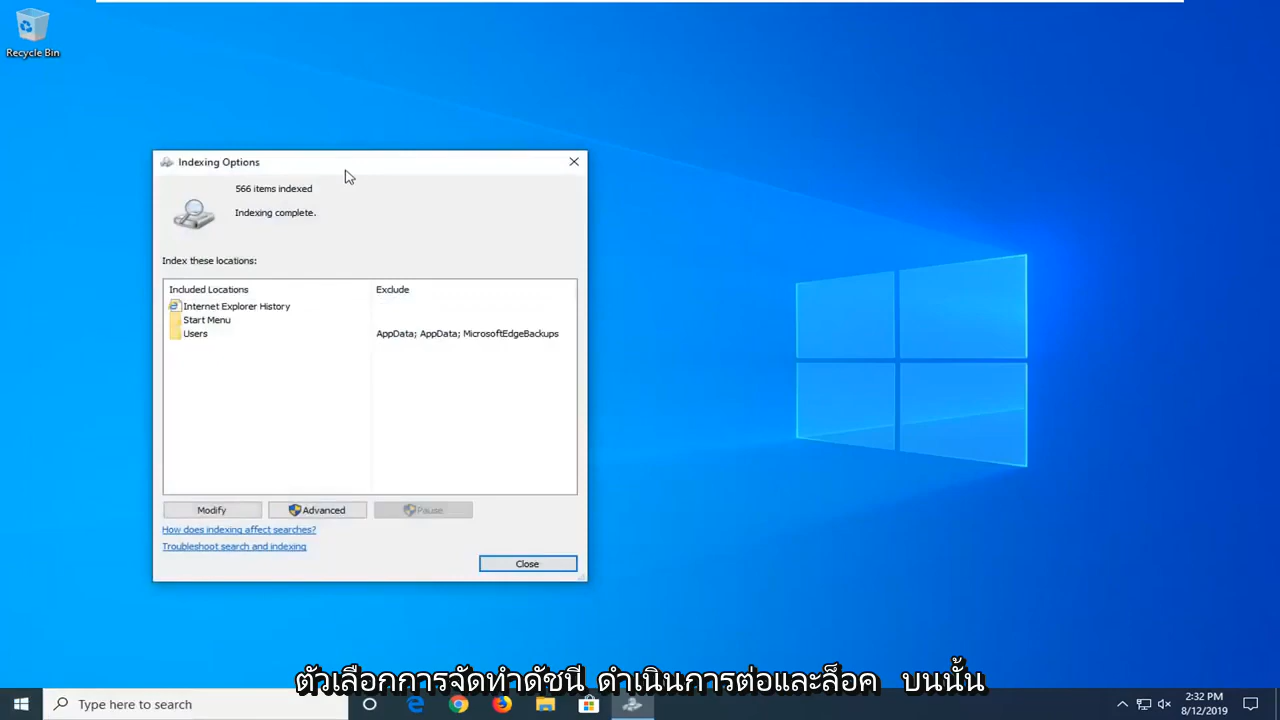 Recycle Bin
Indexing Options
566 items indexed
Indexing complete.
Index these locations:
Included Locations Exclude
Internet Explorer History
Start Menu
Users AppData; AppData; MicrosoftEdgeBackups
Modify Advanced Pause
How does indexing affect searches?
Troubleshoot search and indexing
Close
ตัวเลือกการจัดทำดัชนี ดำเนินการต่อและล็อค บนนั้น
Type here to search
2:32 PM
8/12/2019